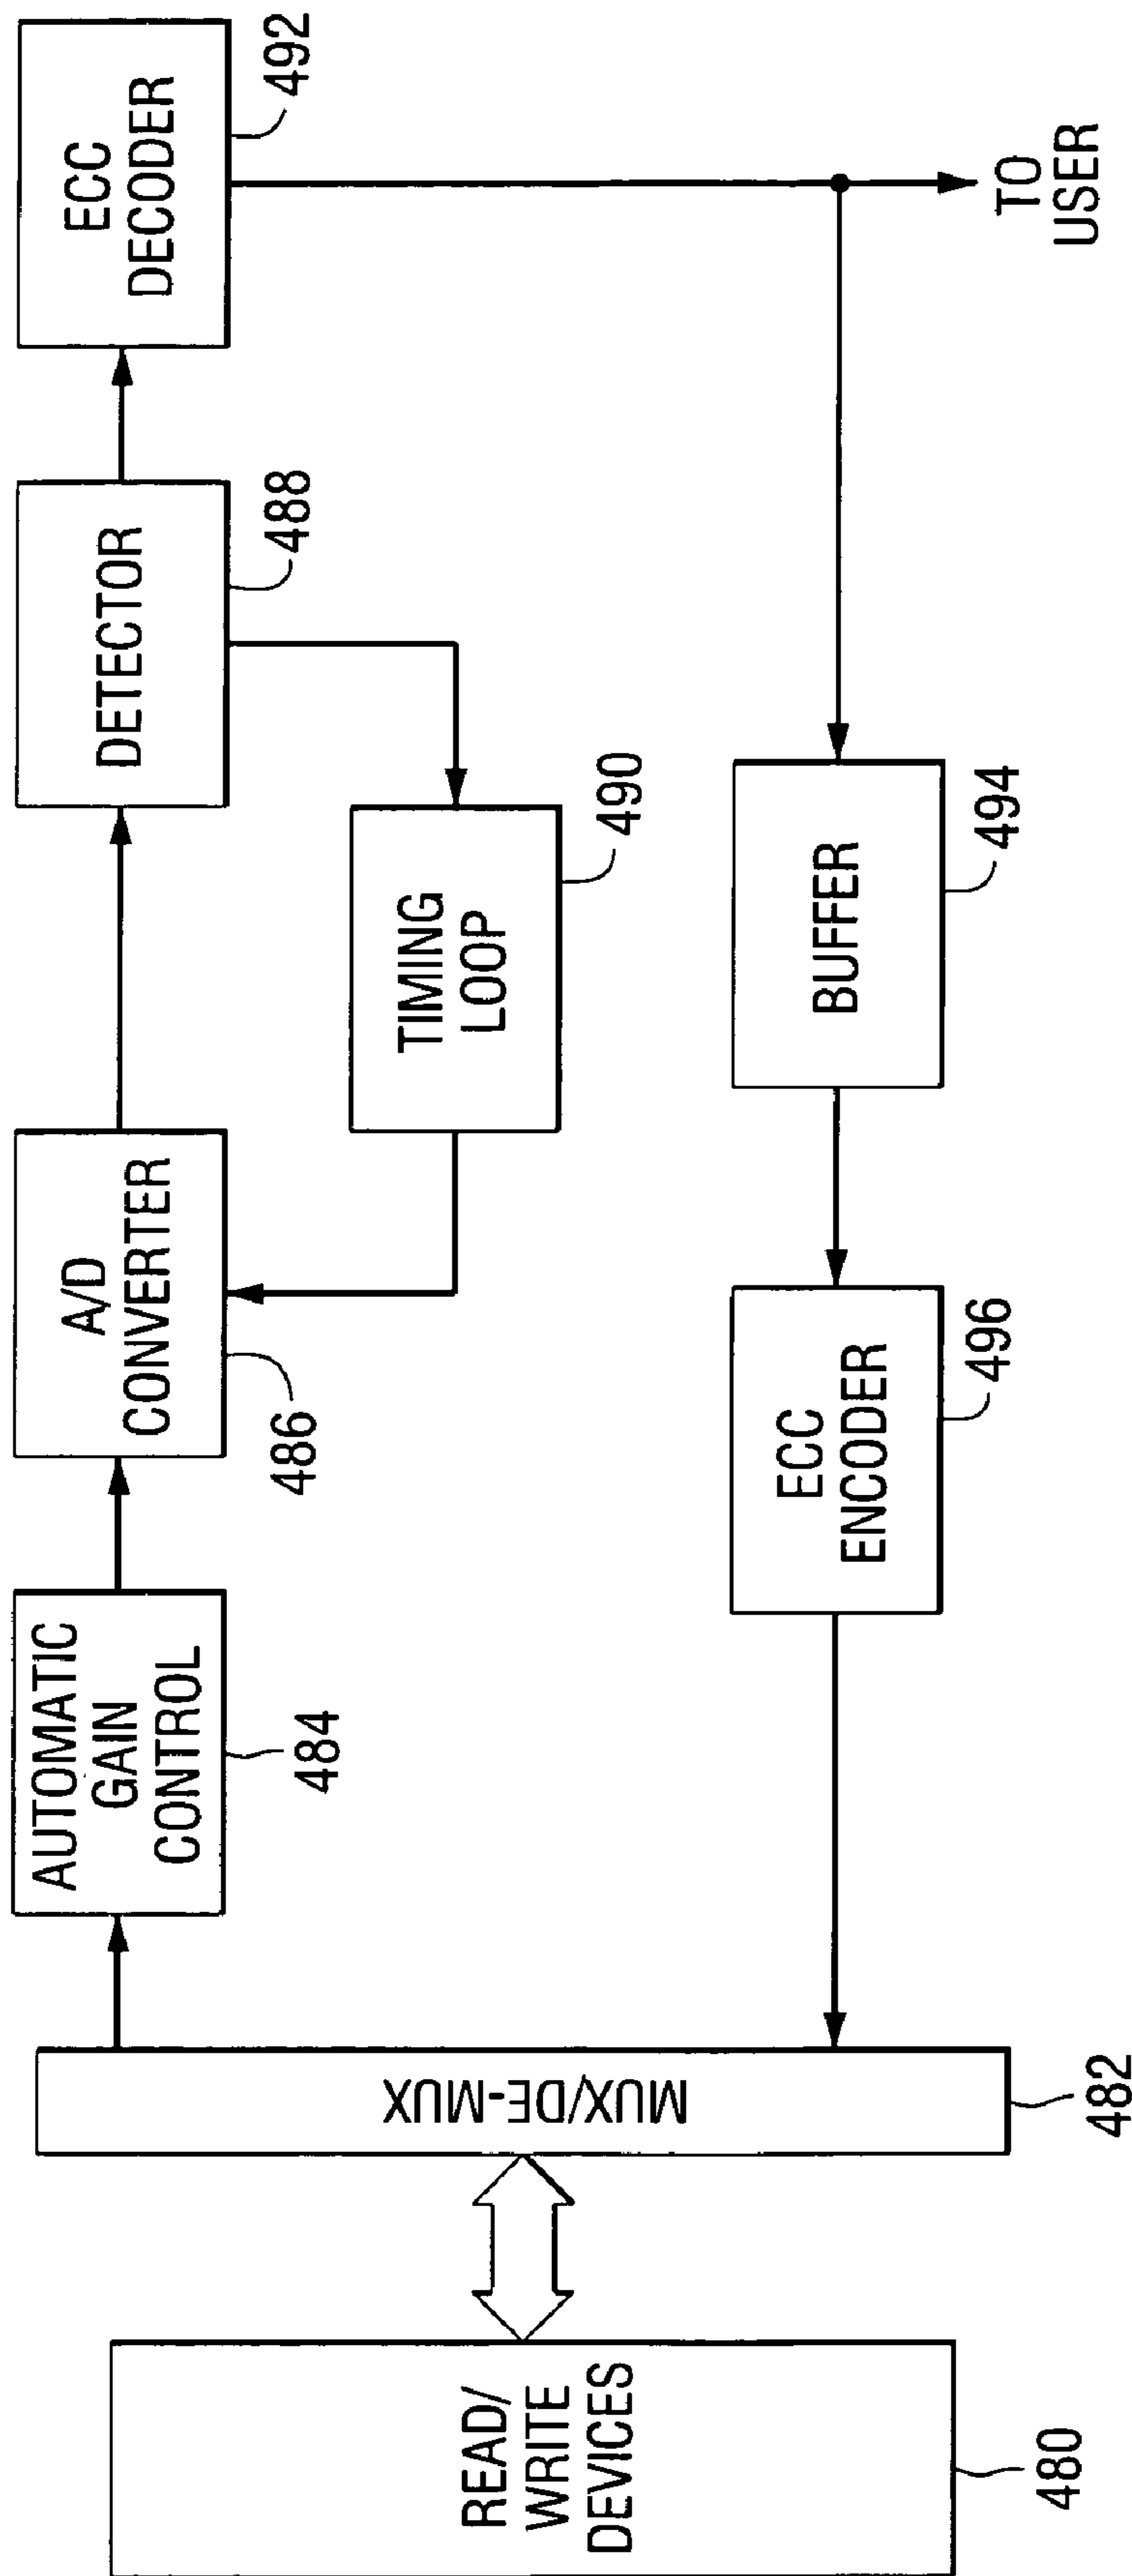 READ/
WRITE
DEVICES
480
MUX/DE-MUX
482
AUTOMATIC
GAIN
CONTROL
484
A/D
CONVERTER
486
DETECTOR
488
TIMING
LOOP
490
ECC
DECODER
492
TO
USER
BUFFER
494
ECC
ENCODER
496